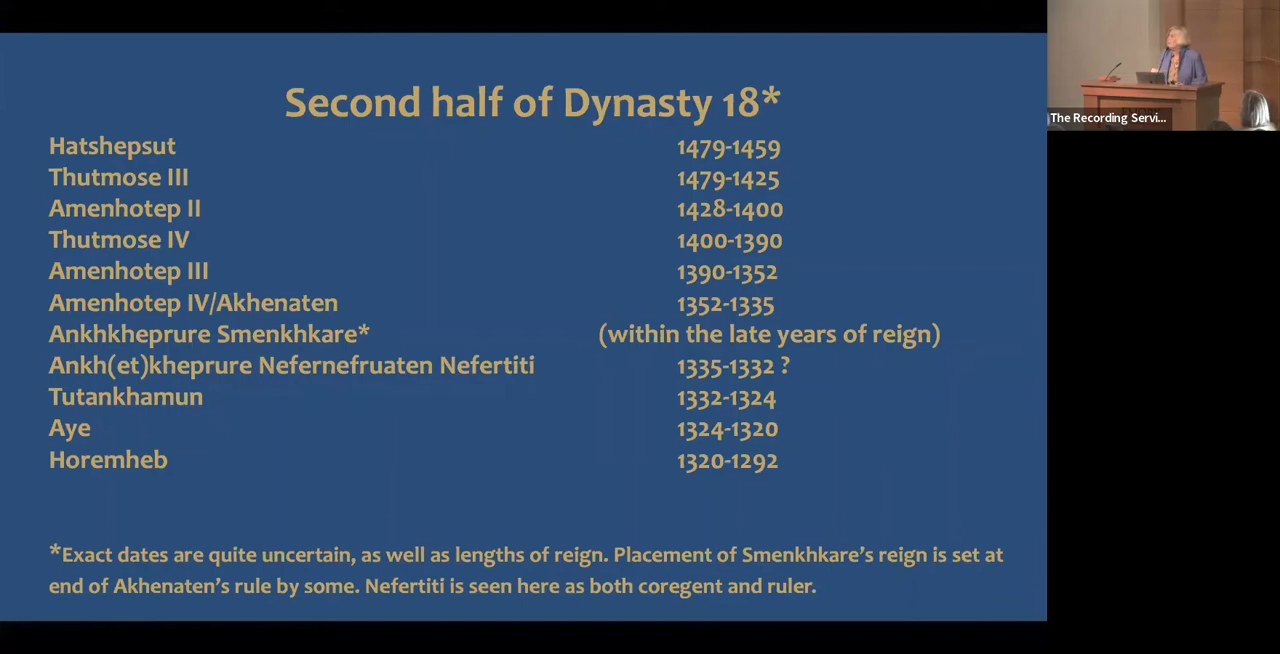 Second half of Dynasty 18*
Hatshepsut 1479-1459
Thutmose III 1479-1425
Amenhotep II 1428-1400
Thutmose IV 1400-1390
Amenhotep III 1390-1352
Amenhotep IV/Akhenaten 1352-1335
Ankhkheprure Smenkhkare* (within the late years of reign)
Ankh(et)kheprure Nefernefruaten Nefertiti 1335-1332 ?
Tutankhamun 1332-1324
Aye 1324-1320
Horemheb 1320-1292
*Exact dates are quite uncertain, as well as lengths of reign. Placement of Smenkhkare’s reign is set at
end of Akhenaten’s rule by some. Nefertiti is seen here as both coregent and ruler.
The Recording Servi...